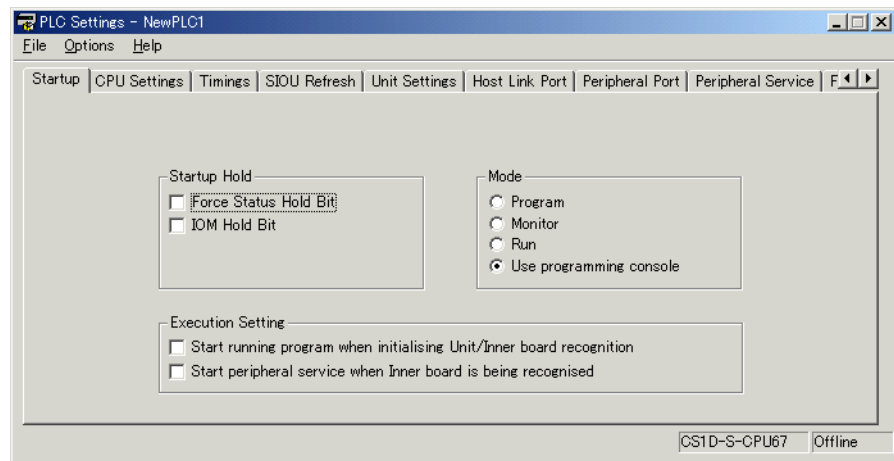 PLC Settings - NewPLC1
File Options Help
Startup CPU Settings Timings SIOU Refresh Unit Settings Host Link Port Peripheral Port Peripheral Service F
Startup Hold
Force Status Hold Bit
IOM Hold Bit
Mode
Program
Monitor
Run
Use programming console
Execution Setting
Start running program when initialising Unit/Inner board recognition
Start peripheral service when Inner board is being recognised
CS1D-S-CPU67 Offline